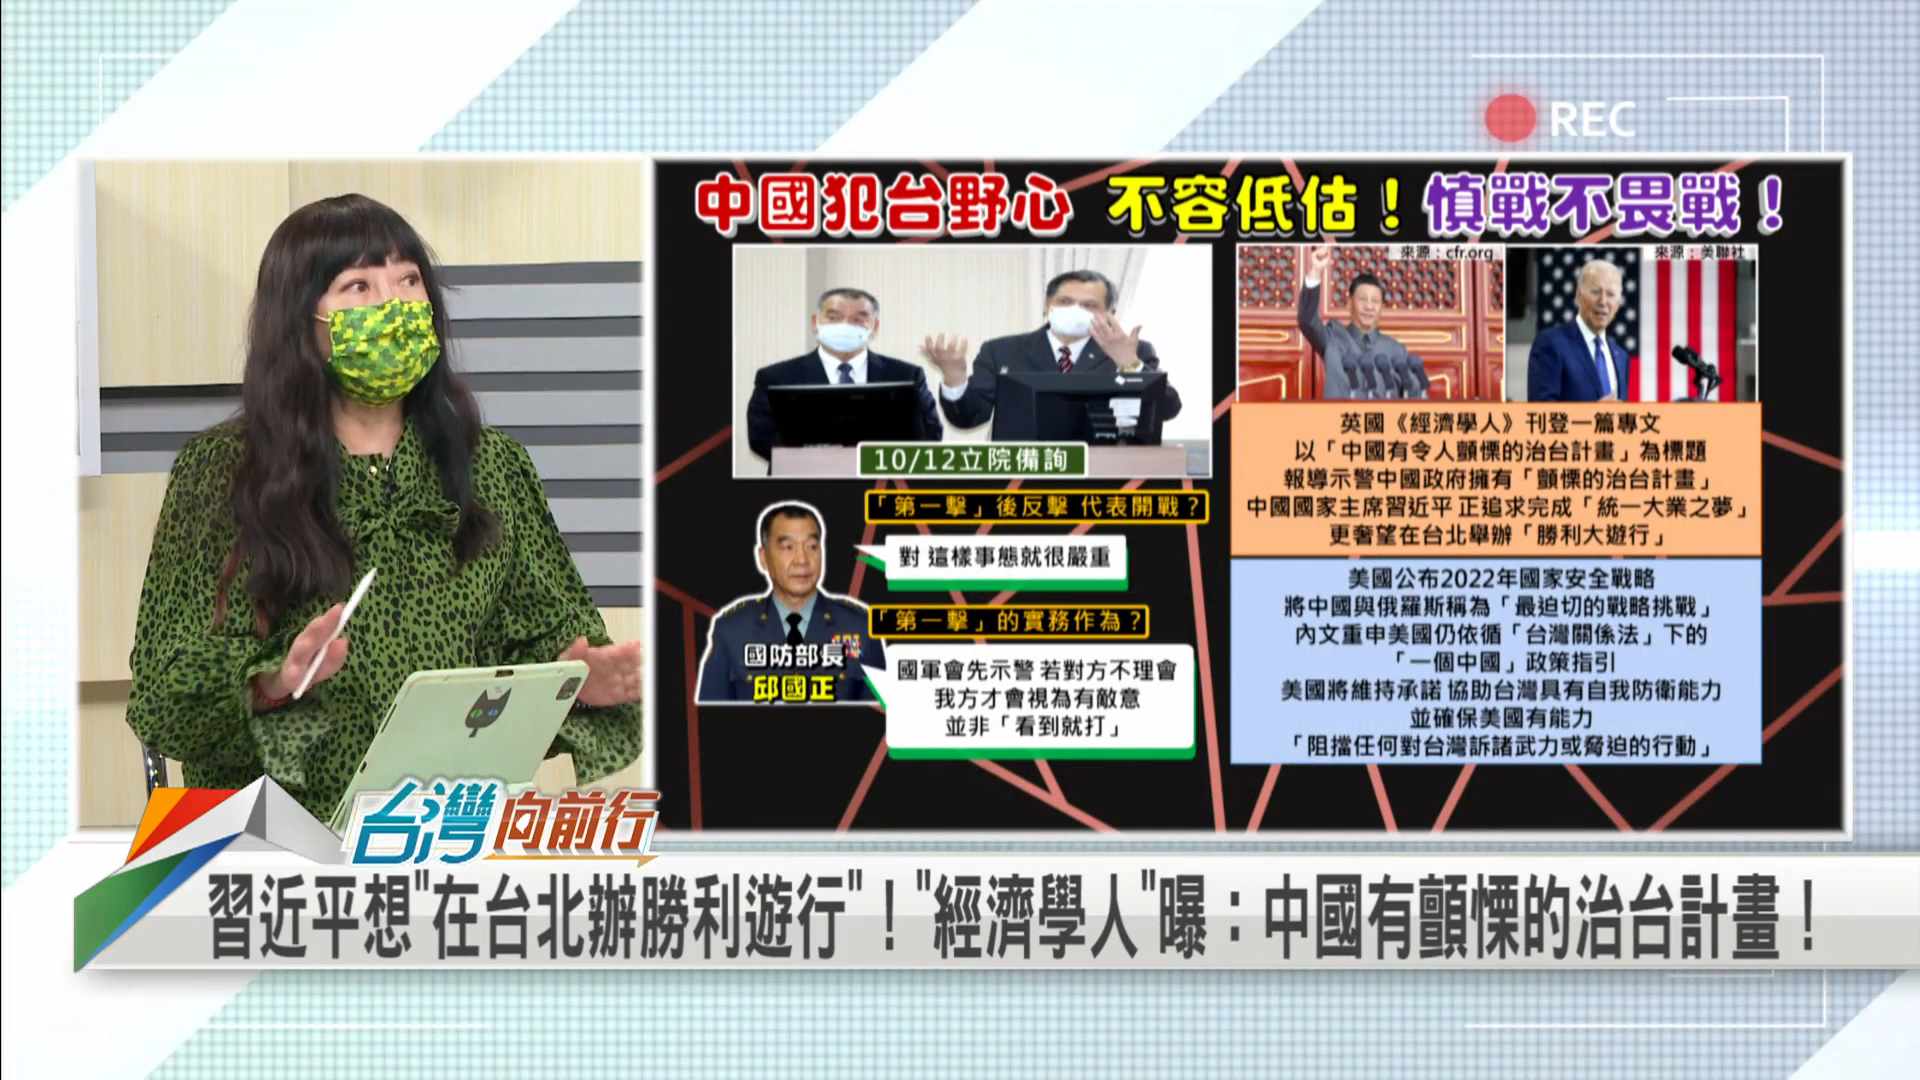 REC
中國犯台野心 不容低估！慎戰不畏戰！
來源：cfr.org
來源：美聯社
10/12立院備詢
「第一擊」後反擊 代表開戰？
對 這樣事態就很嚴重
「第一擊」的實務作為？
國軍會先示警 若對方不理會
我方才會視為有敵意
並非「看到就打」
國防部長
邱國正
英國《經濟學人》刊登一篇專文
以「中國有令人顫慄的治台計畫」為標題
報導示警中國政府擁有「顫慄的治台計畫」
中國國家主席習近平 正追求完成「統一大業之夢」
更奢望在台北舉辦「勝利大遊行」
美國公布2022年國家安全戰略
將中國與俄羅斯稱為「最迫切的戰略挑戰」
內文重申美國仍依循「台灣關係法」下的
「一個中國」政策指引
美國將維持承諾 協助台灣具有自我防衛能力
並確保美國有能力
「阻擋任何對台灣訴諸武力或脅迫的行動」
台灣向前行
習近平想"在台北辦勝利遊行"！"經濟學人"曝：中國有顫慄的治台計畫！